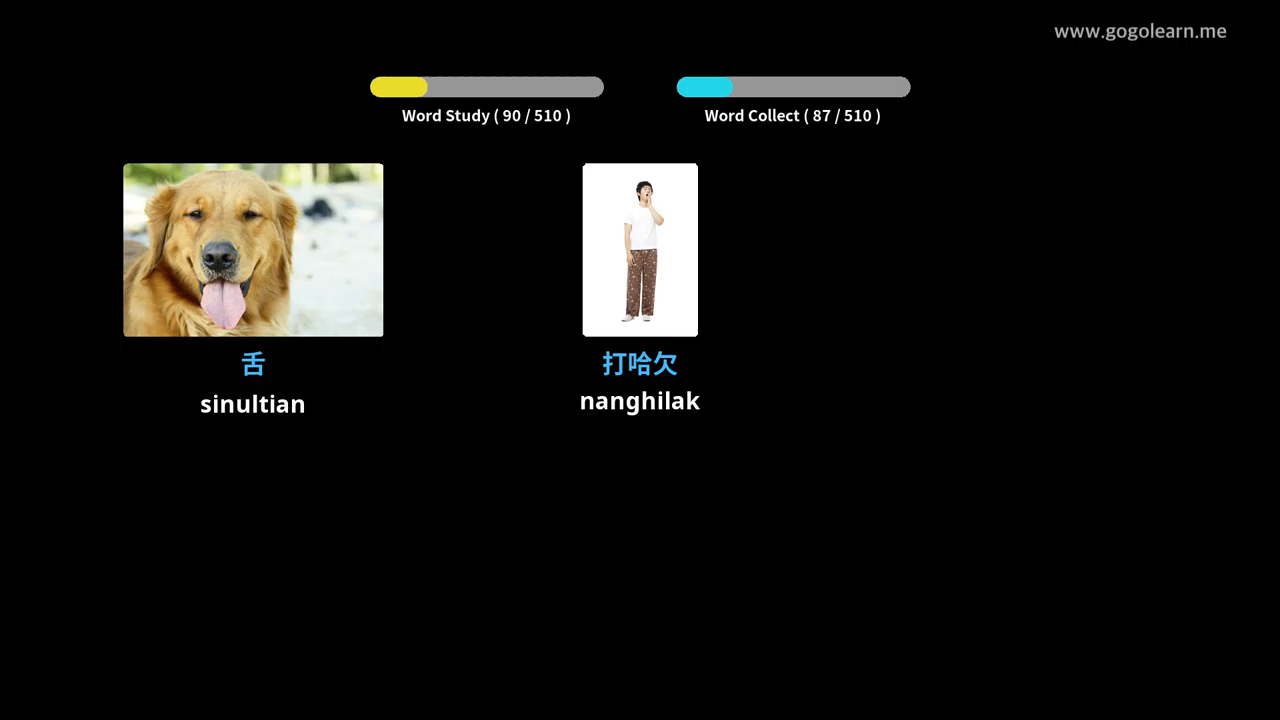 www.gogolearn.me
Word Study ( 90 / 510 )
Word Collect ( 87 / 510 )
舌
sinultian
打哈欠
nanghilak